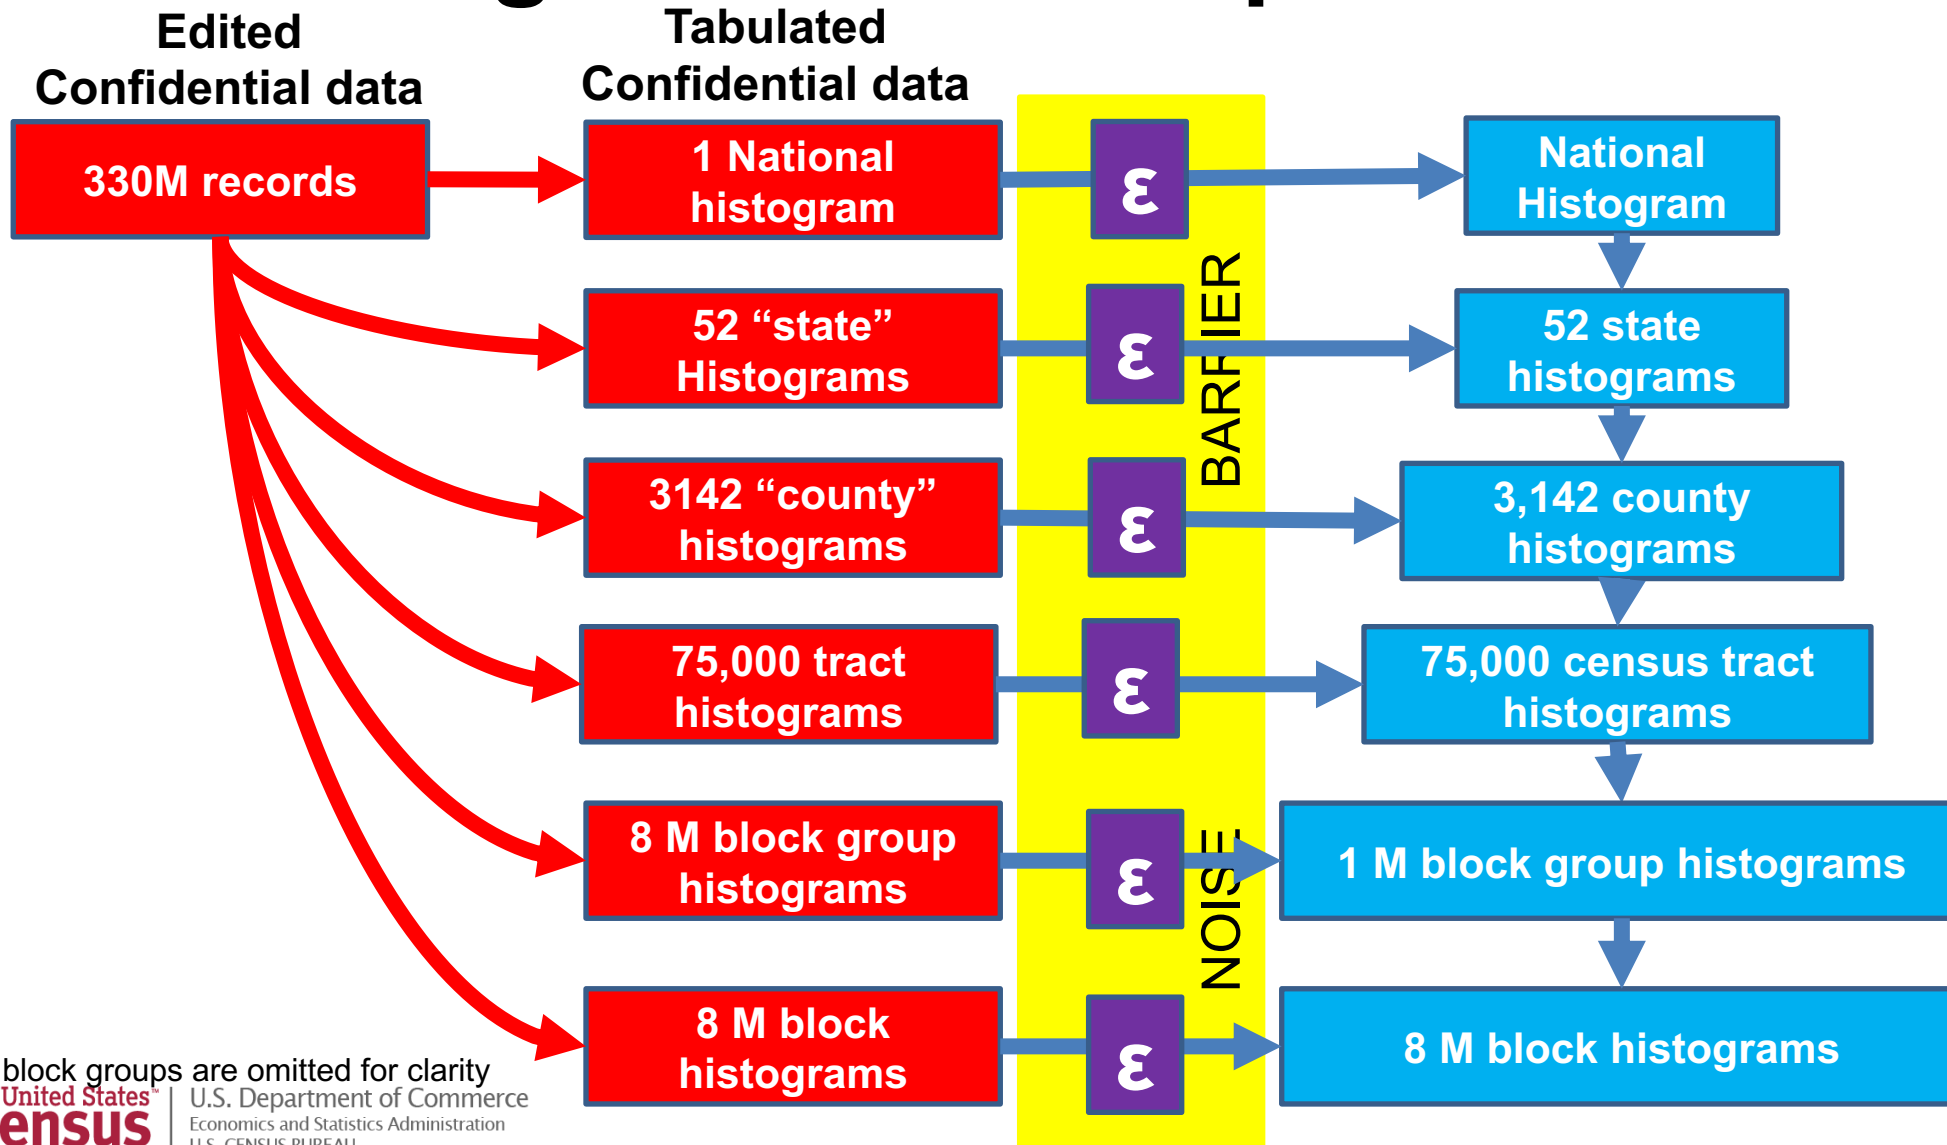 Edited
Confidential data
Tabulated
Confidential data
330M records
1 National
histogram
ε
National
Histogram
52 “state”
Histograms
ε
52 state
histograms
3142 “county”
histograms
ε
3,142 county
histograms
75,000 tract
histograms
ε
75,000 census tract
histograms
8 M block group
histograms
ε
1 M block group histograms
8 M block
histograms
ε
8 M block histograms
NOISE BARRIER
block groups are omitted for clarity
United States™
ensus
U.S. Department of Commerce
Economics and Statistics Administration
U.S. CENSUS BUREAU